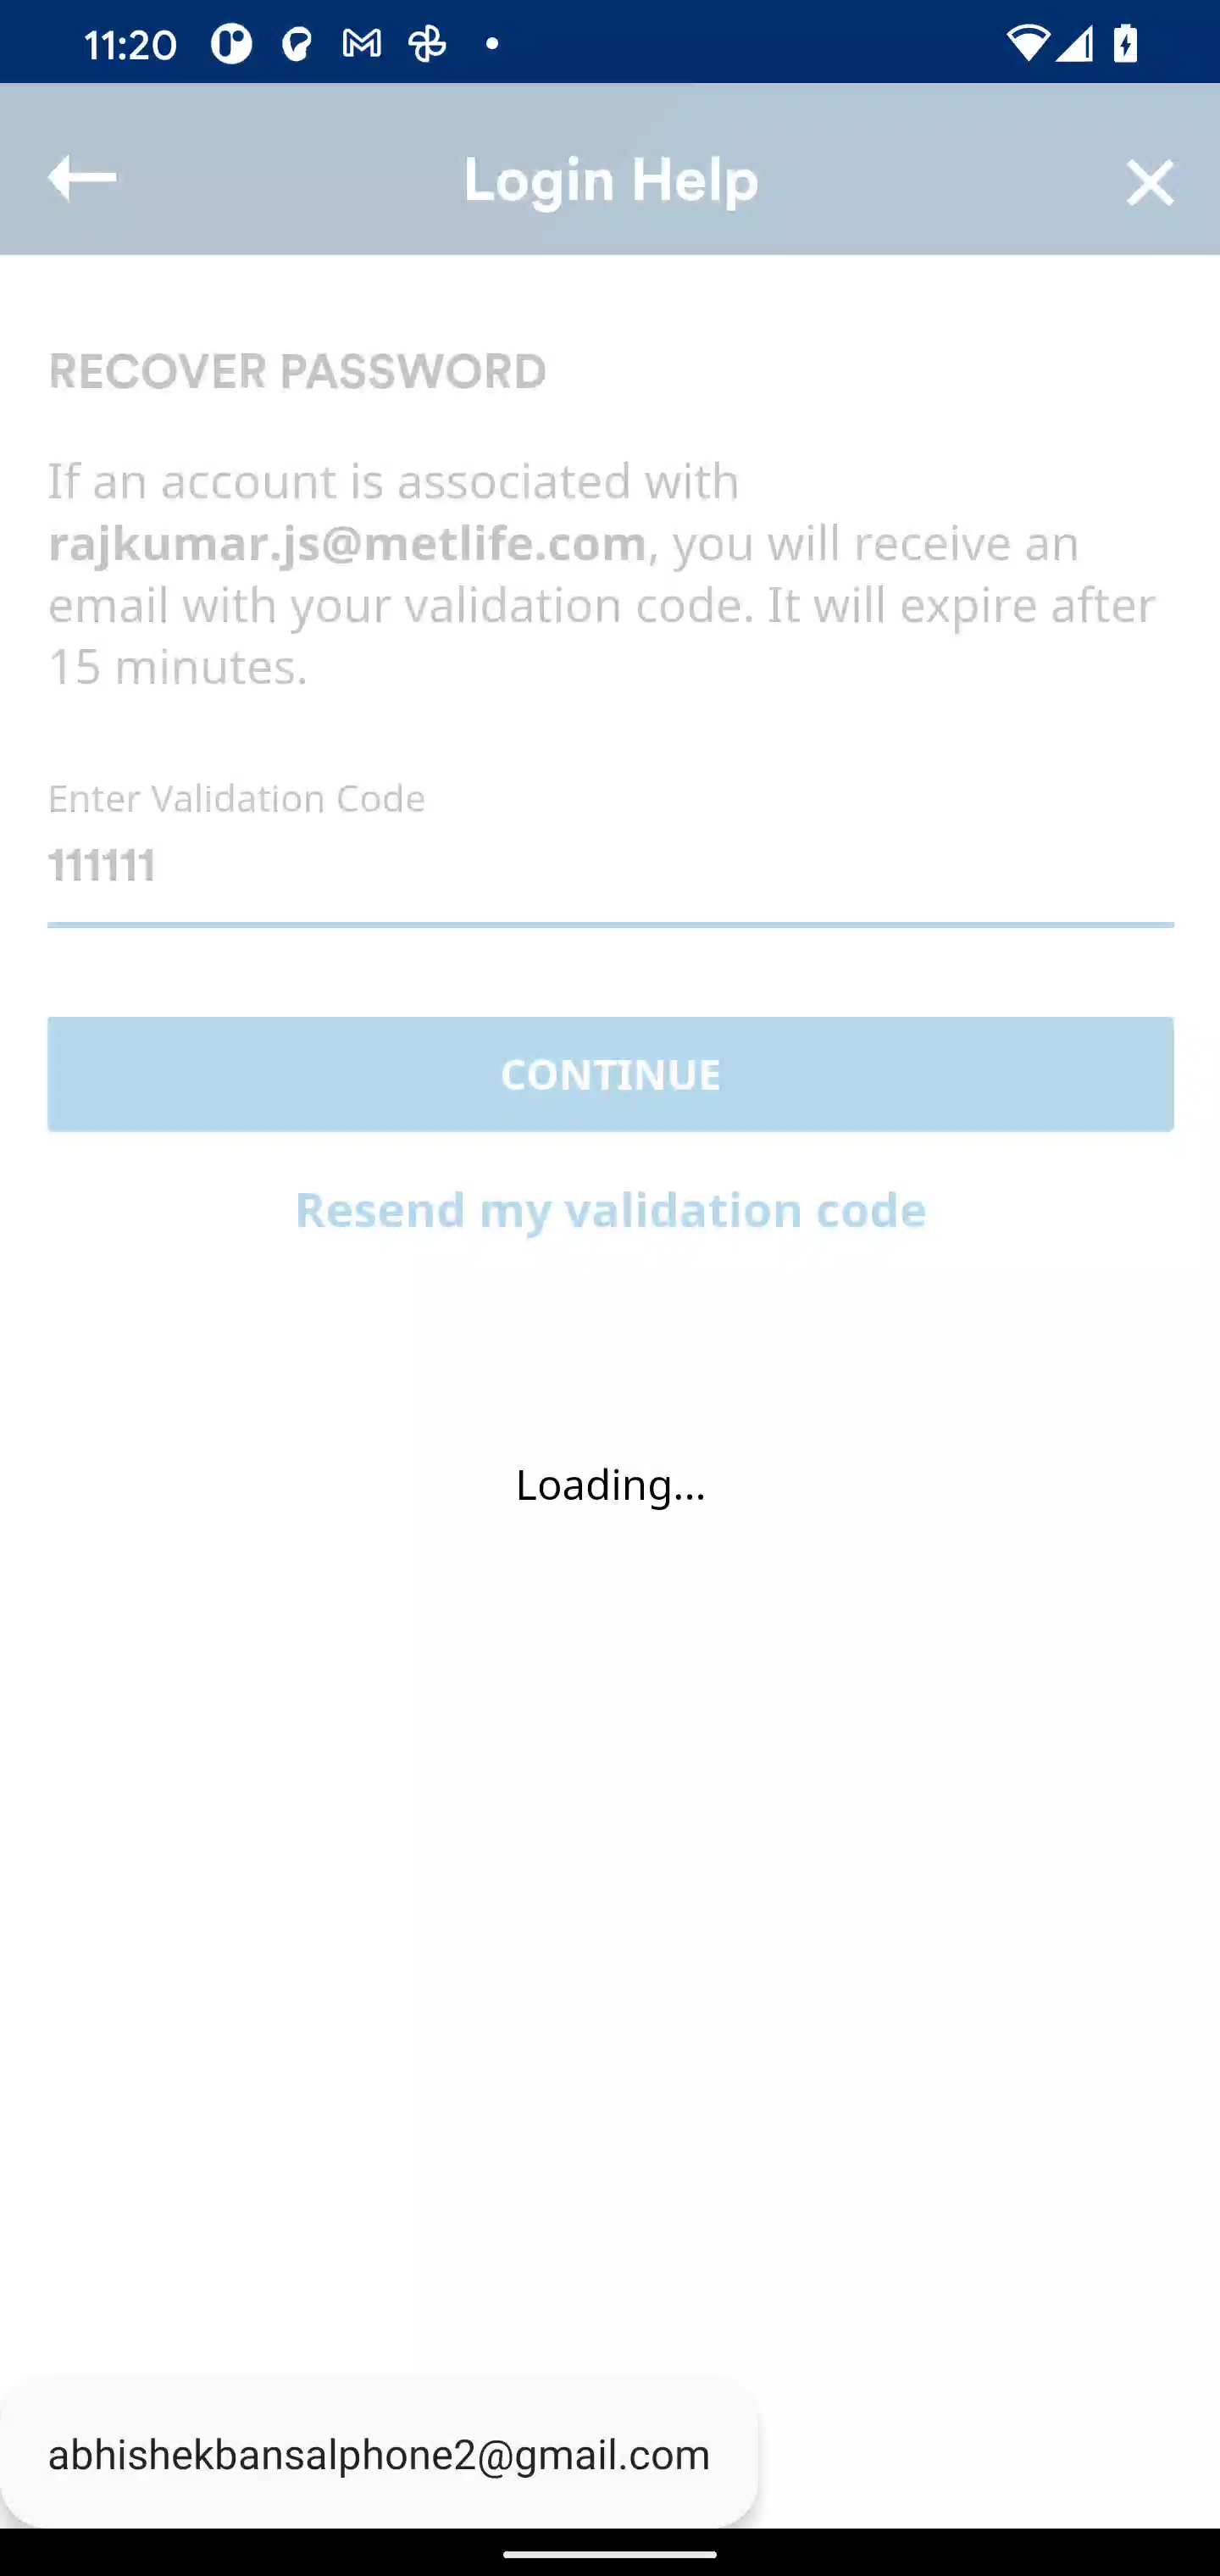 11:20
Login Help
RECOVER PASSWORD
If an account is associated with
rajkumar.js@metlife.com, you will receive an
email with your validation code. It will expire after
15 minutes.
Enter Validation Code
111111
CONTINUE
Resend my validation code
Loading...
abhishekbansalphone2@gmail.com